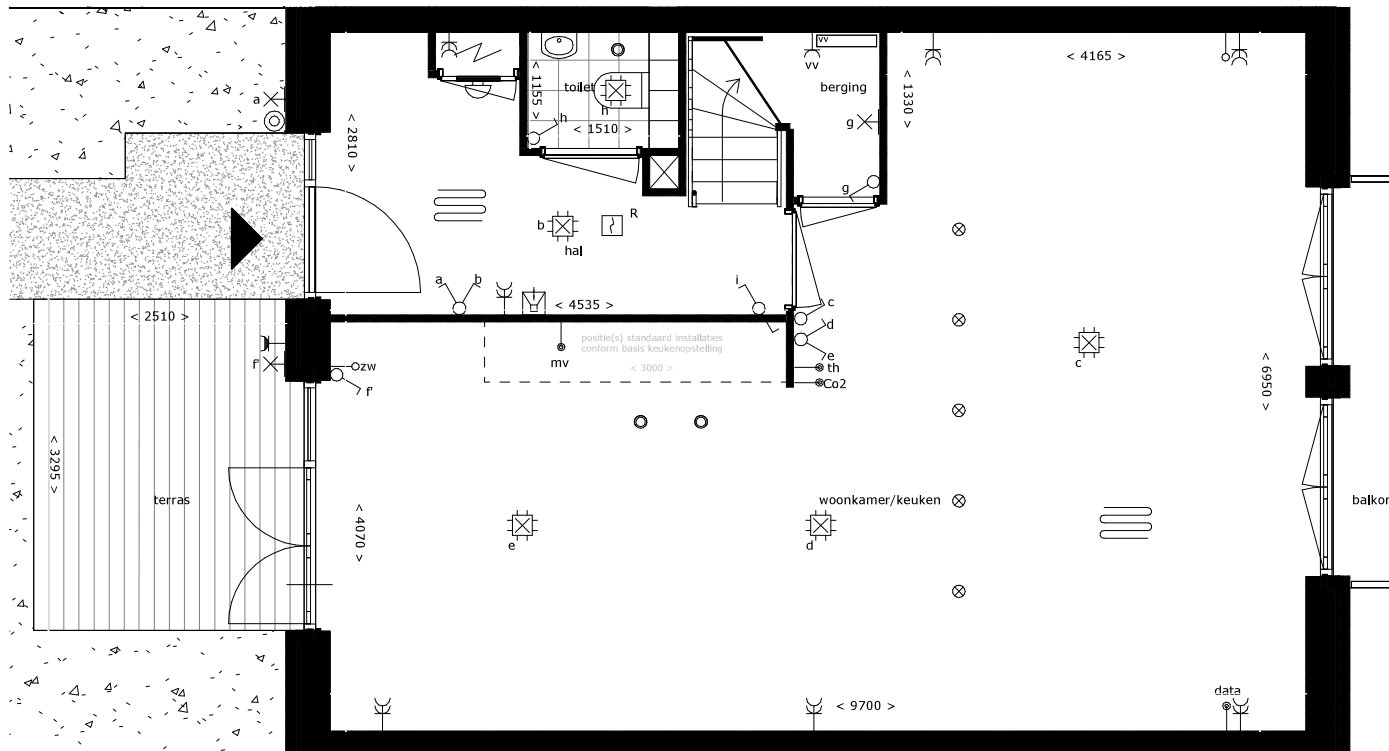 vv
vv
< 4165 >
< 1155 >
toilet
h
h
< 1510 >
berging
< 1330 >
g
g
a
< 2810 >
R
b
hal
a
b
i
< 4535 >
c
d
e
th
Co2
< 2510 >
f'
zw
f'
mv
positie(s) standaard installaties
conform basis keukenopstelling
< 3000 >
c
< 6950 >
< 3295 >
terras
< 4070 >
woonkamer/keuken
balkon
e
d
data
< 9700 >